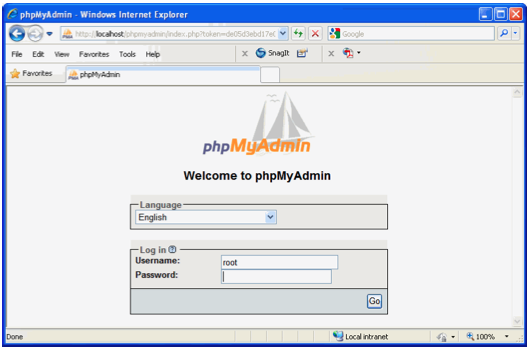 phpMyAdmin - Windows Internet Explorer
http://localhost/phpmyadmin/index.php?token=de05d3ebd17e0
Google
File Edit View Favorites Tools Help
SnagIt
Favorites
phpMyAdmin
phpMyAdmin
Welcome to phpMyAdmin
Language
English
Log in
Username:
root
Password:
Go
Done
Local intranet
100%